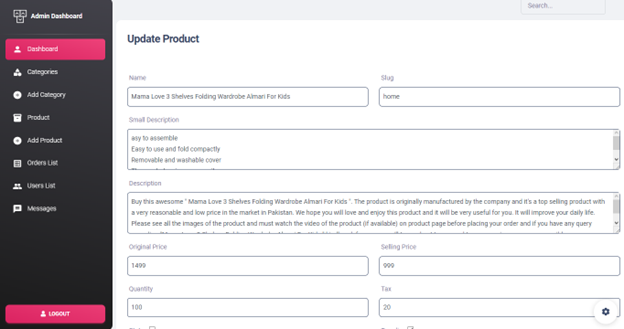 Admin Dashboard
Dashboard
Categories
Add Category
Product
Add Product
Orders List
Users List
Messages
LOGOUT
Search...
Update Product
Name
Slug
Mama Love 3 Shelves Folding Wardrobe Almari For Kids
home
Small Description
asy to assemble
Easy to use and fold compactly
Removable and washable cover
Description
Buy this awesome " Mama Love 3 Shelves Folding Wardrobe Almari For Kids ". The product is originally manufactured by the company and it's a top selling product with
a very reasonable and low price in the market in Pakistan. We hope you will love and enjoy this product and it will be very useful for you. It will improve your daily life.
Please see all the images of the product and must watch the video of the product (if available) on product page before placing your order and if you have any query
Original Price
Selling Price
1499
999
Quantity
Tax
100
20